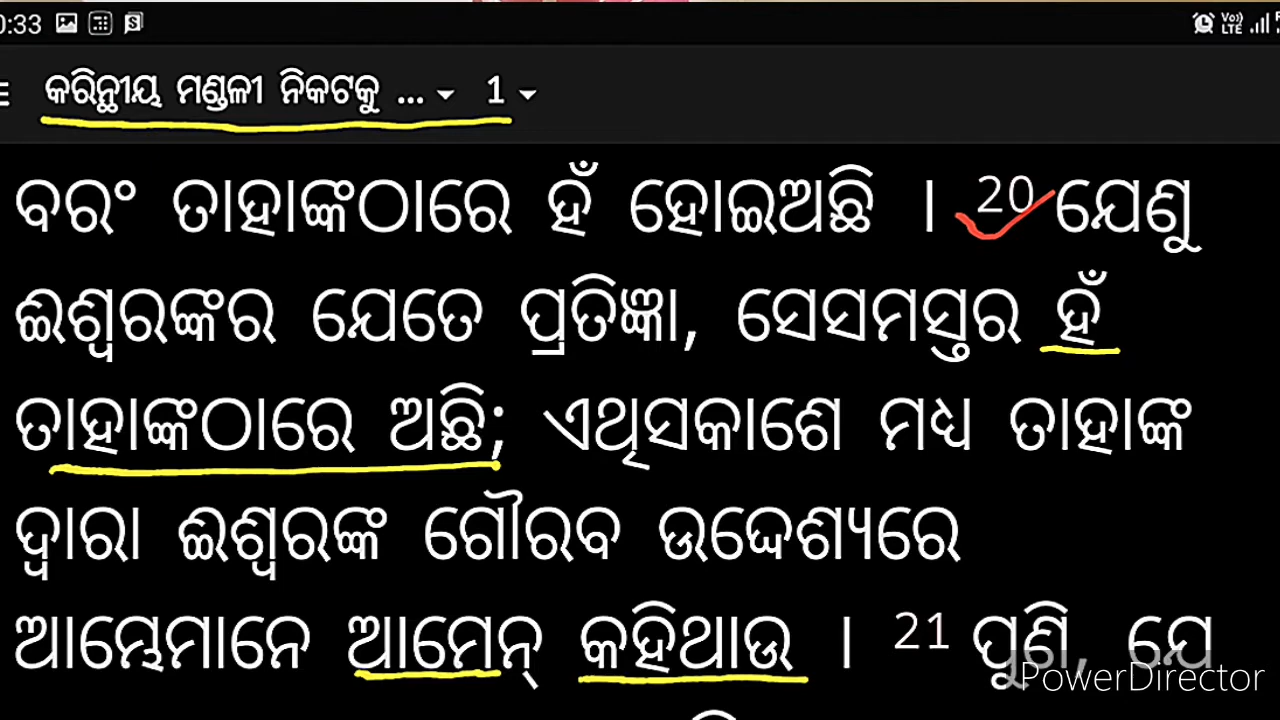 0:33
କରିନ୍ଥୀୟ ମଣ୍ଡଳୀ ନିକଟକୁ ... 1
ବରଂ ତାହାଙ୍କଠାରେ ହଁ ହୋଇଅଛି । 20 ଯେଣୁ
ଈଶ୍ୱରଙ୍କର ଯେତେ ପ୍ରତିଜ୍ଞା, ସେସମସ୍ତର ହଁ
ତାହାଙ୍କଠାରେ ଅଛି; ଏଥିସକାଶେ ମଧ୍ୟ ତାହାଙ୍କ
ଦ୍ୱାରା ଈଶ୍ୱରଙ୍କ ଗୌରବ ଉଦ୍ଦେଶ୍ୟରେ
ଆମ୍ଭେମାନେ ଆମେନ୍ କହିଥାଉ । 21 ପୁଣି, ଯେ
PowerDirector